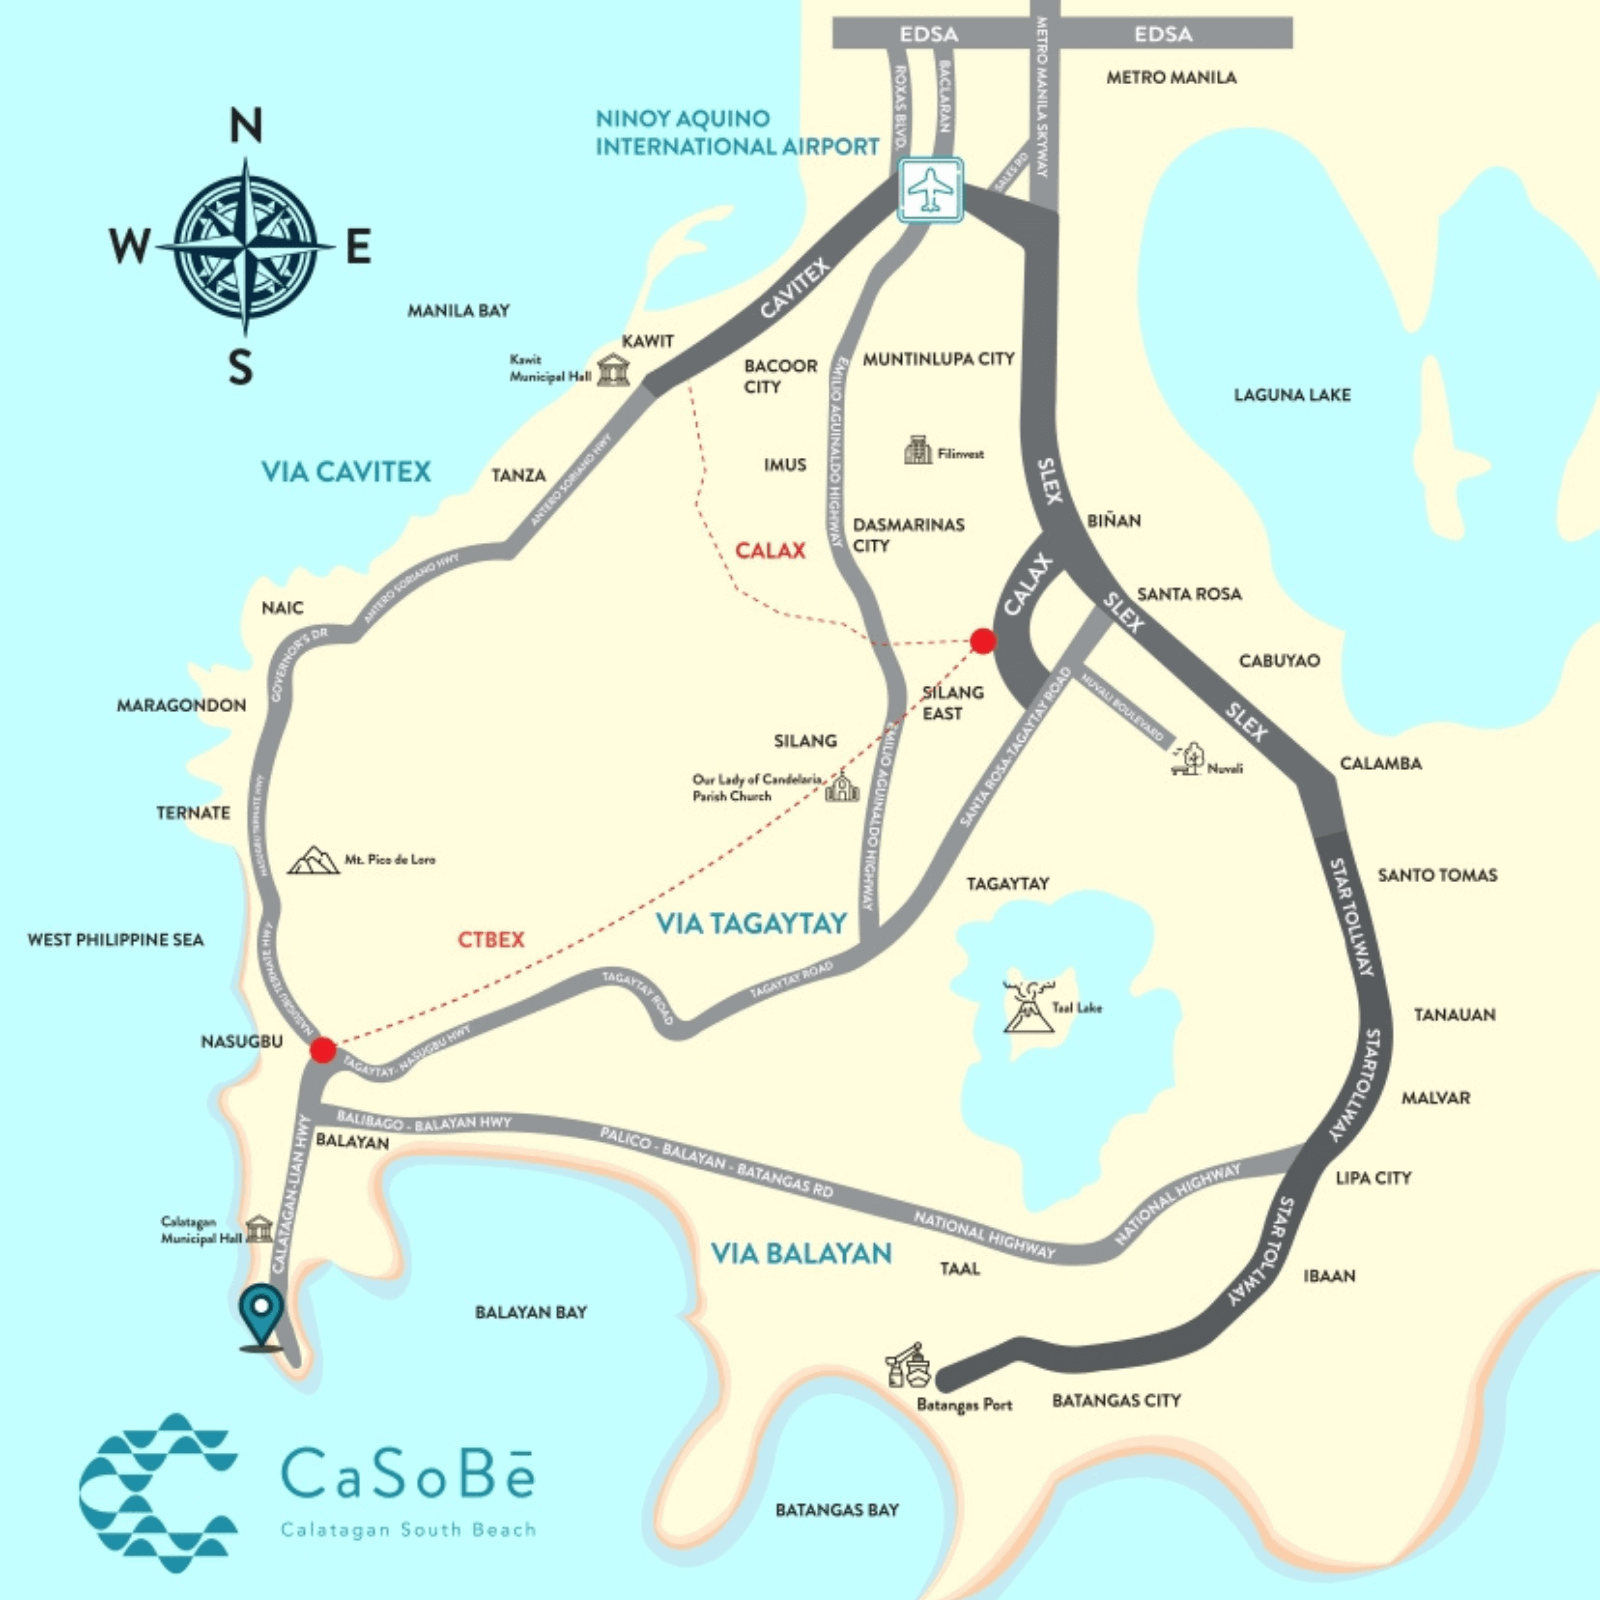 EDSA
EDSA
METRO MANILA SKYWAY
ROXAS BLVD.
BACLARAN
METRO MANILA
N
NINOY AQUINO
INTERNATIONAL AIRPORT
SALES RD
W
E
S
CAVITEX
MANILA BAY
KAWIT
Kawit
Municipal Hall
BACOOR
CITY
MUNTINLUPA CITY
EMILIO AGUINALDO HIGHWAY
LAGUNA LAKE
VIA CAVITEX
TANZA
ANTERO SORIANO HWY
IMUS
Filinvest
SLEX
BIÑAN
DASMARINAS
CITY
CALAX
CALAX
ANTERO SORIANO HWY
NAIC
GOVERNOR'S DR
SANTA ROSA
SLEX
CABUYAO
MARAGONDON
SILANG
EAST
SANTA ROSA-TAGAYTAY ROAD
NUVALI BOULEVARD
SLEX
SILANG
EMILIO AGUINALDO HIGHWAY
Our Lady of Candelaria
Parish Church
Nuvali
CALAMBA
TERNATE
NASUGBU TERNATE HWY
Mt. Pico de Loro
TAGAYTAY
STAR TOLLWAY
SANTO TOMAS
VIA TAGAYTAY
WEST PHILIPPINE SEA
CTBEX
NASUGBU TERNATE HWY
TAGAYTAY ROAD
TAGAYTAY ROAD
Taal Lake
TANAUAN
NASUGBU
TAGAYTAY- NASUGBU HWY
STARTOLLWAY
MALVAR
BALIBAGO - BALAYAN HWY
BALAYAN
PALICO - BALAYAN - BATANGAS RD
CALATAGAN-LIAN HWY
NATIONAL HIGHWAY
NATIONAL HIGHWAY
LIPA CITY
Calatagan
Municipal Hall
VIA BALAYAN
TAAL
STAR TOLLWAY
IBAAN
BALAYAN BAY
Batangas Port
BATANGAS CITY
CaSoBē
Calatagan South Beach
BATANGAS BAY